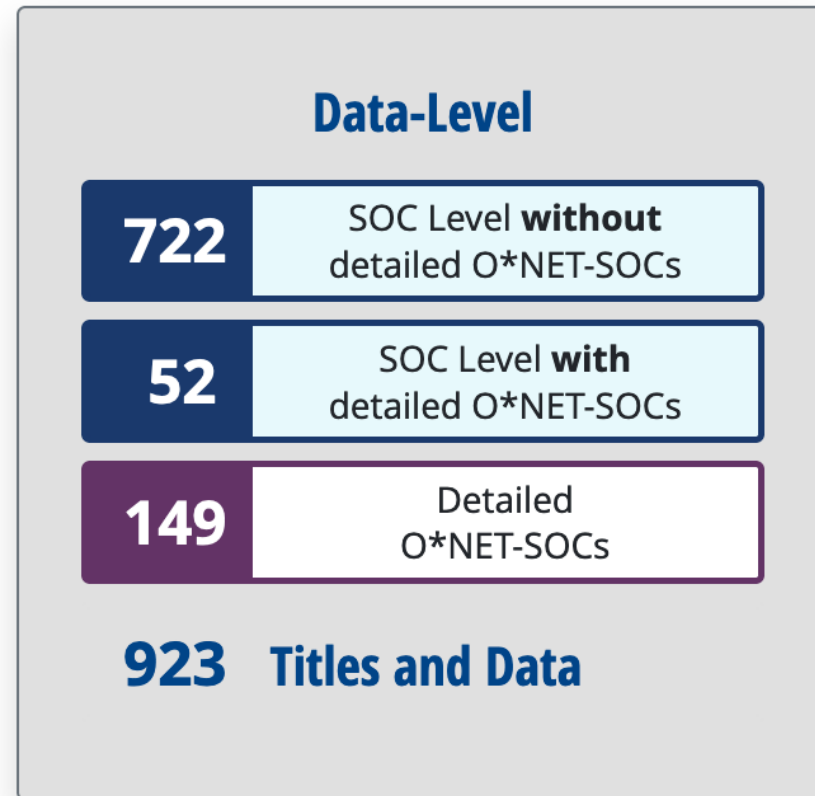 Data-Level
722
SOC Level without
detailed O*NET-SOCs
52
SOC Level with
detailed O*NET-SOCs
149
Detailed
O*NET-SOCs
923 Titles and Data